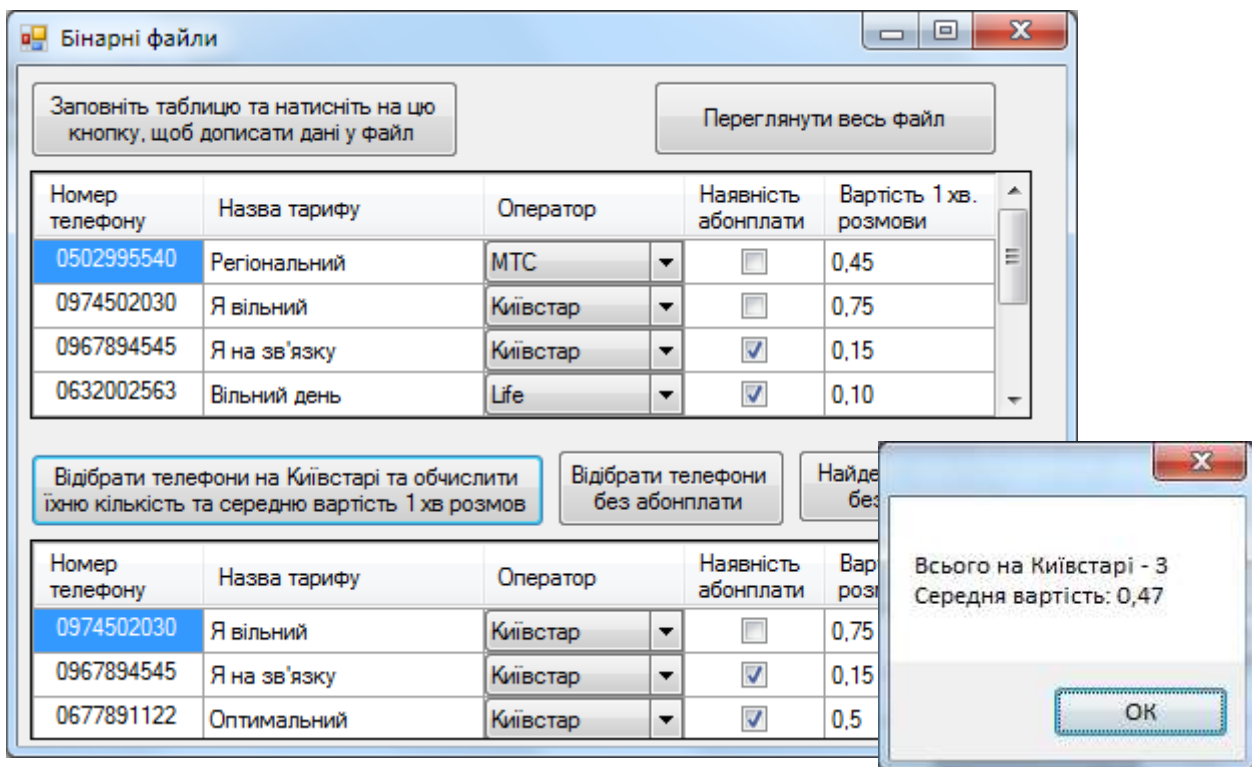 Бінарні файли
Заповніть таблицю та натисніть на цю
кнопку, щоб дописати дані у файл
Переглянути весь файл
Номер телефону Назва тарифу Оператор Наявність абонплати Вартість 1 хв. розмови
0502995540 Регіональний МТС 0,45
0974502030 Я вільний Київстар 0,75
0967894545 Я на зв'язку Київстар 0,15
0632002563 Вільний день Life 0,10
Відібрати телефони на Київстарі та обчислити
їхню кількість та середню вартість 1 хв розмов
Відібрати телефони
без абонплати
Номер телефону Назва тарифу Оператор Наявність абонплати
0974502030 Я вільний Київстар 0,75
0967894545 Я на зв'язку Київстар 0,15
0677891122 Оптимальний Київстар 0,5
Всього на Київстарі - 3
Середня вартість: 0,47
ОК